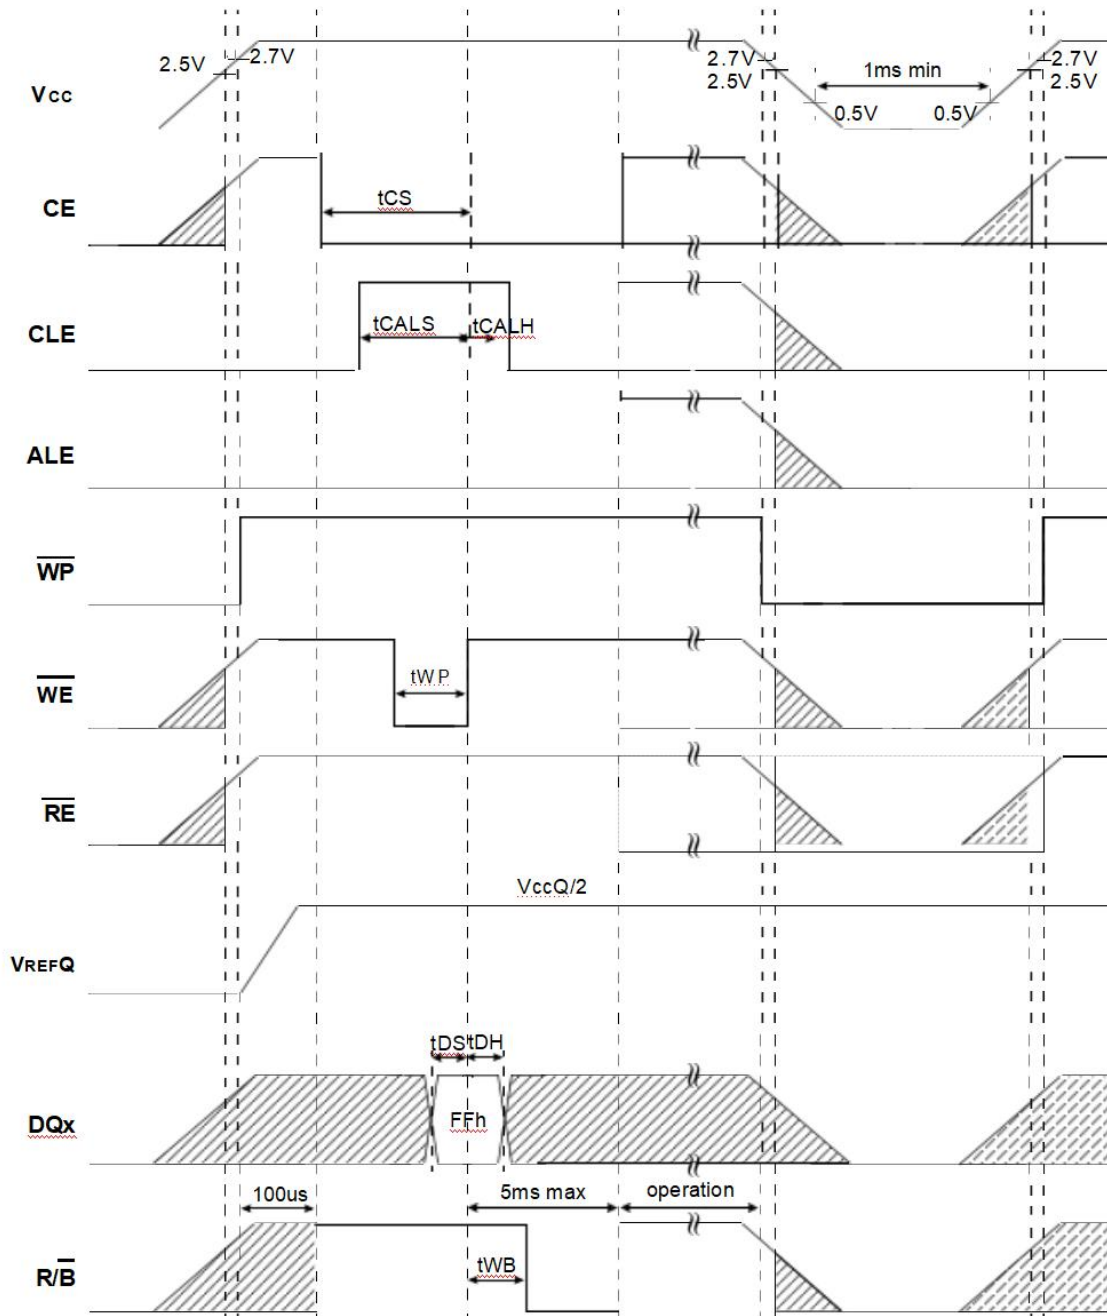 2.5V 2.7V 2.7V 2.5V 1ms min 2.7V 2.5V
Vcc 0.5V 0.5V
CE tCS
CLE tCALS tCALH
ALE
WP
WE tWP
RE
VccQ/2
VREFQ
tDS tDH
DQx FFh
100us 5ms max operation
R/B tWB